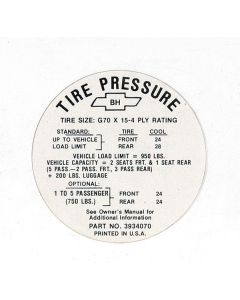 TIRE PRESSURE
BH
TIRE SIZE: G70 X 15-4 PLY RATING
STANDARD: TIRE COOL
UP TO VEHICLE FRONT 24
LOAD LIMIT REAR 28
VEHICLE LOAD LIMIT = 950 LBS.
VEHICLE CAPACITY = 2 SEATS FRT. & 1 SEAT REAR
(5 PASS.–2 PASS. FRT., 3 PASS REAR)
+ 200 LBS. LUGGAGE
OPTIONAL:
1 TO 5 PASSENGER FRONT 24
(750 LBS.) REAR 24
See Owner's Manual for
Additional Information
PART NO. 3934070
PRINTED IN U.S.A.